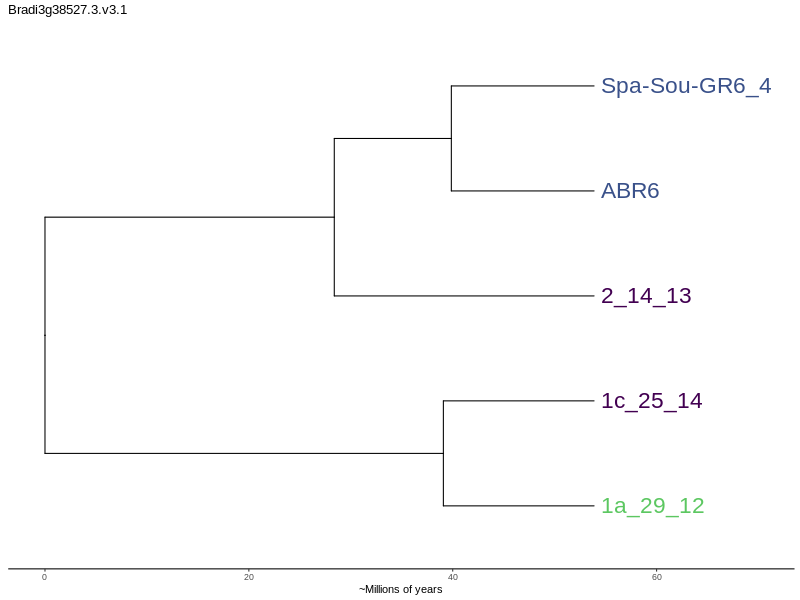 Bradi3g38527.3.v3.1
Spa-Sou-GR6_4
ABR6
2_14_13
1c_25_14
1a_29_12
0 20 40 60
~Millions of years